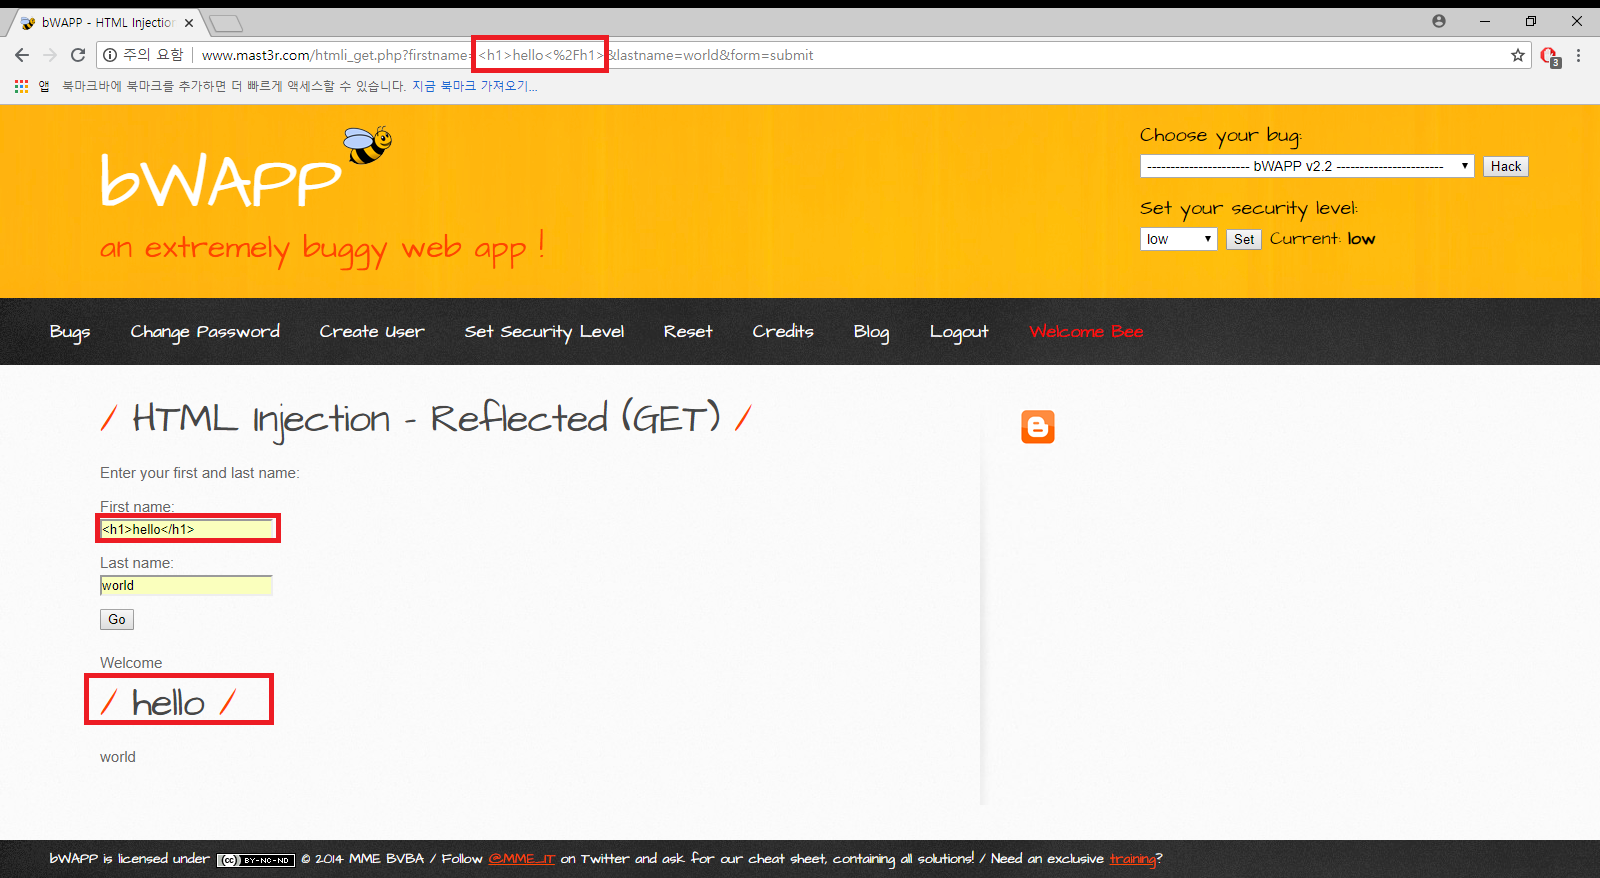 bWAPP - HTML Injection
주의 요함 www.mast3r.com/htmli_get.php?firstname=<h1>hello<%2Fh1>&lastname=world&form=submit
3
앱 북마크바에 북마크를 추가하면 더 빠르게 액세스할 수 있습니다. 지금 북마크 가져오기...
bWAPP
an extremely buggy web app !
Choose your bug:
---------------------- bWAPP v2.2 ----------------------- Hack
Set your security level:
low Set Current: low
Bugs Change Password Create User Set Security Level Reset Credits Blog Logout Welcome Bee
/ HTML Injection - Reflected (GET) /
Enter your first and last name:
First name:
<h1>hello</h1>
Last name:
world
Go
Welcome
/ hello /
world
bWAPP is licensed under (cc) BY-NC-ND © 2014 MME BVBA / Follow @MME_IT on Twitter and ask for our cheat sheet, containing all solutions! / Need an exclusive training?